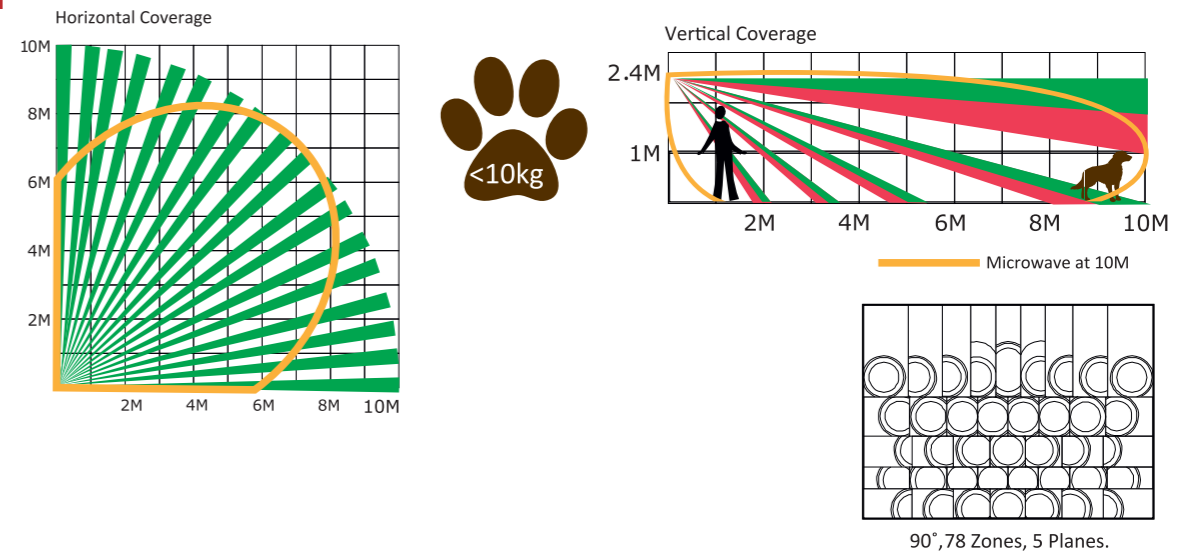 Horizontal Coverage
10M
8M
6M
4M
2M
2M 4M 6M 8M 10M
<10kg
Vertical Coverage
2.4M
1M
2M 4M 6M 8M 10M
Microwave at 10M
90˚,78 Zones, 5 Planes.